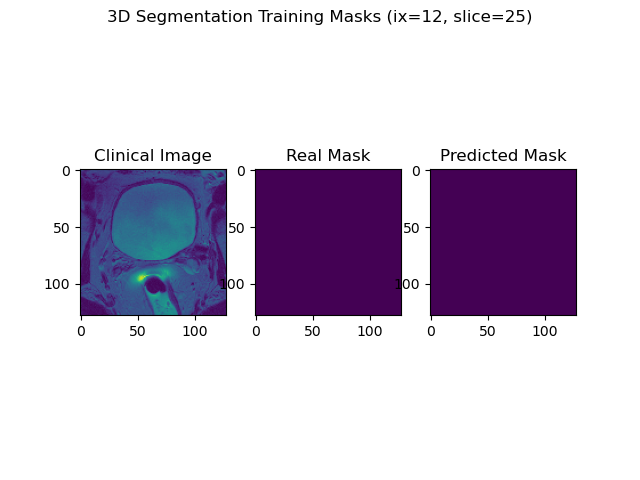 3D Segmentation Training Masks (ix=12, slice=25)
Clinical Image Real Mask Predicted Mask
0 0 0
50 50 50
100 100 100
0 50 100 0 50 100 0 50 100